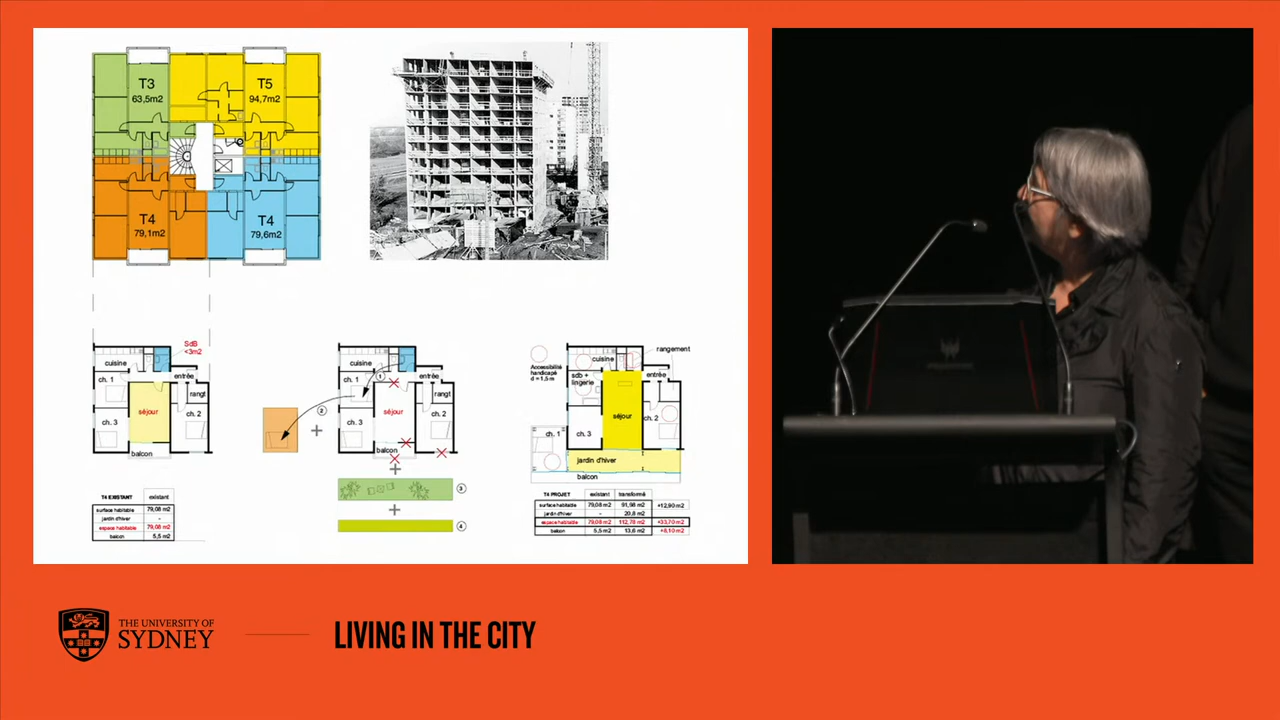 T3
63,5m2
T5
94,7m2
T4
79,1m2
T4
79,6m2
SdB
<3m2
cuisine
entrée
ch. 1
rangt
séjour
ch. 2
ch. 3
balcon
T4 EXISTANT existant
surface habitable 79,08 m2
jardin d'hiver -
espace habitable 79,08 m2
balcon 5,5 m2
cuisine
1
entrée
ch. 1
rangt
2
séjour
ch. 2
ch. 3
balcon
3
4
rangement
Accessibilité
handicapé
d = 1,5 m
cuisine
entrée
sdb +
lingerie
séjour
ch. 2
ch. 1
ch. 3
jardin d'hiver
balcon
T4 PROJET existant transformé
surface habitable 79,08 m2 91,98 m2 +12,90 m2
jardin d'hiver - 20,8 m2
espace habitable 79,08 m2 112,78 m2 +33,70 m2
balcon 5,5 m2 13,6 m2 +8,10 m2
THE UNIVERSITY OF
SYDNEY
LIVING IN THE CITY